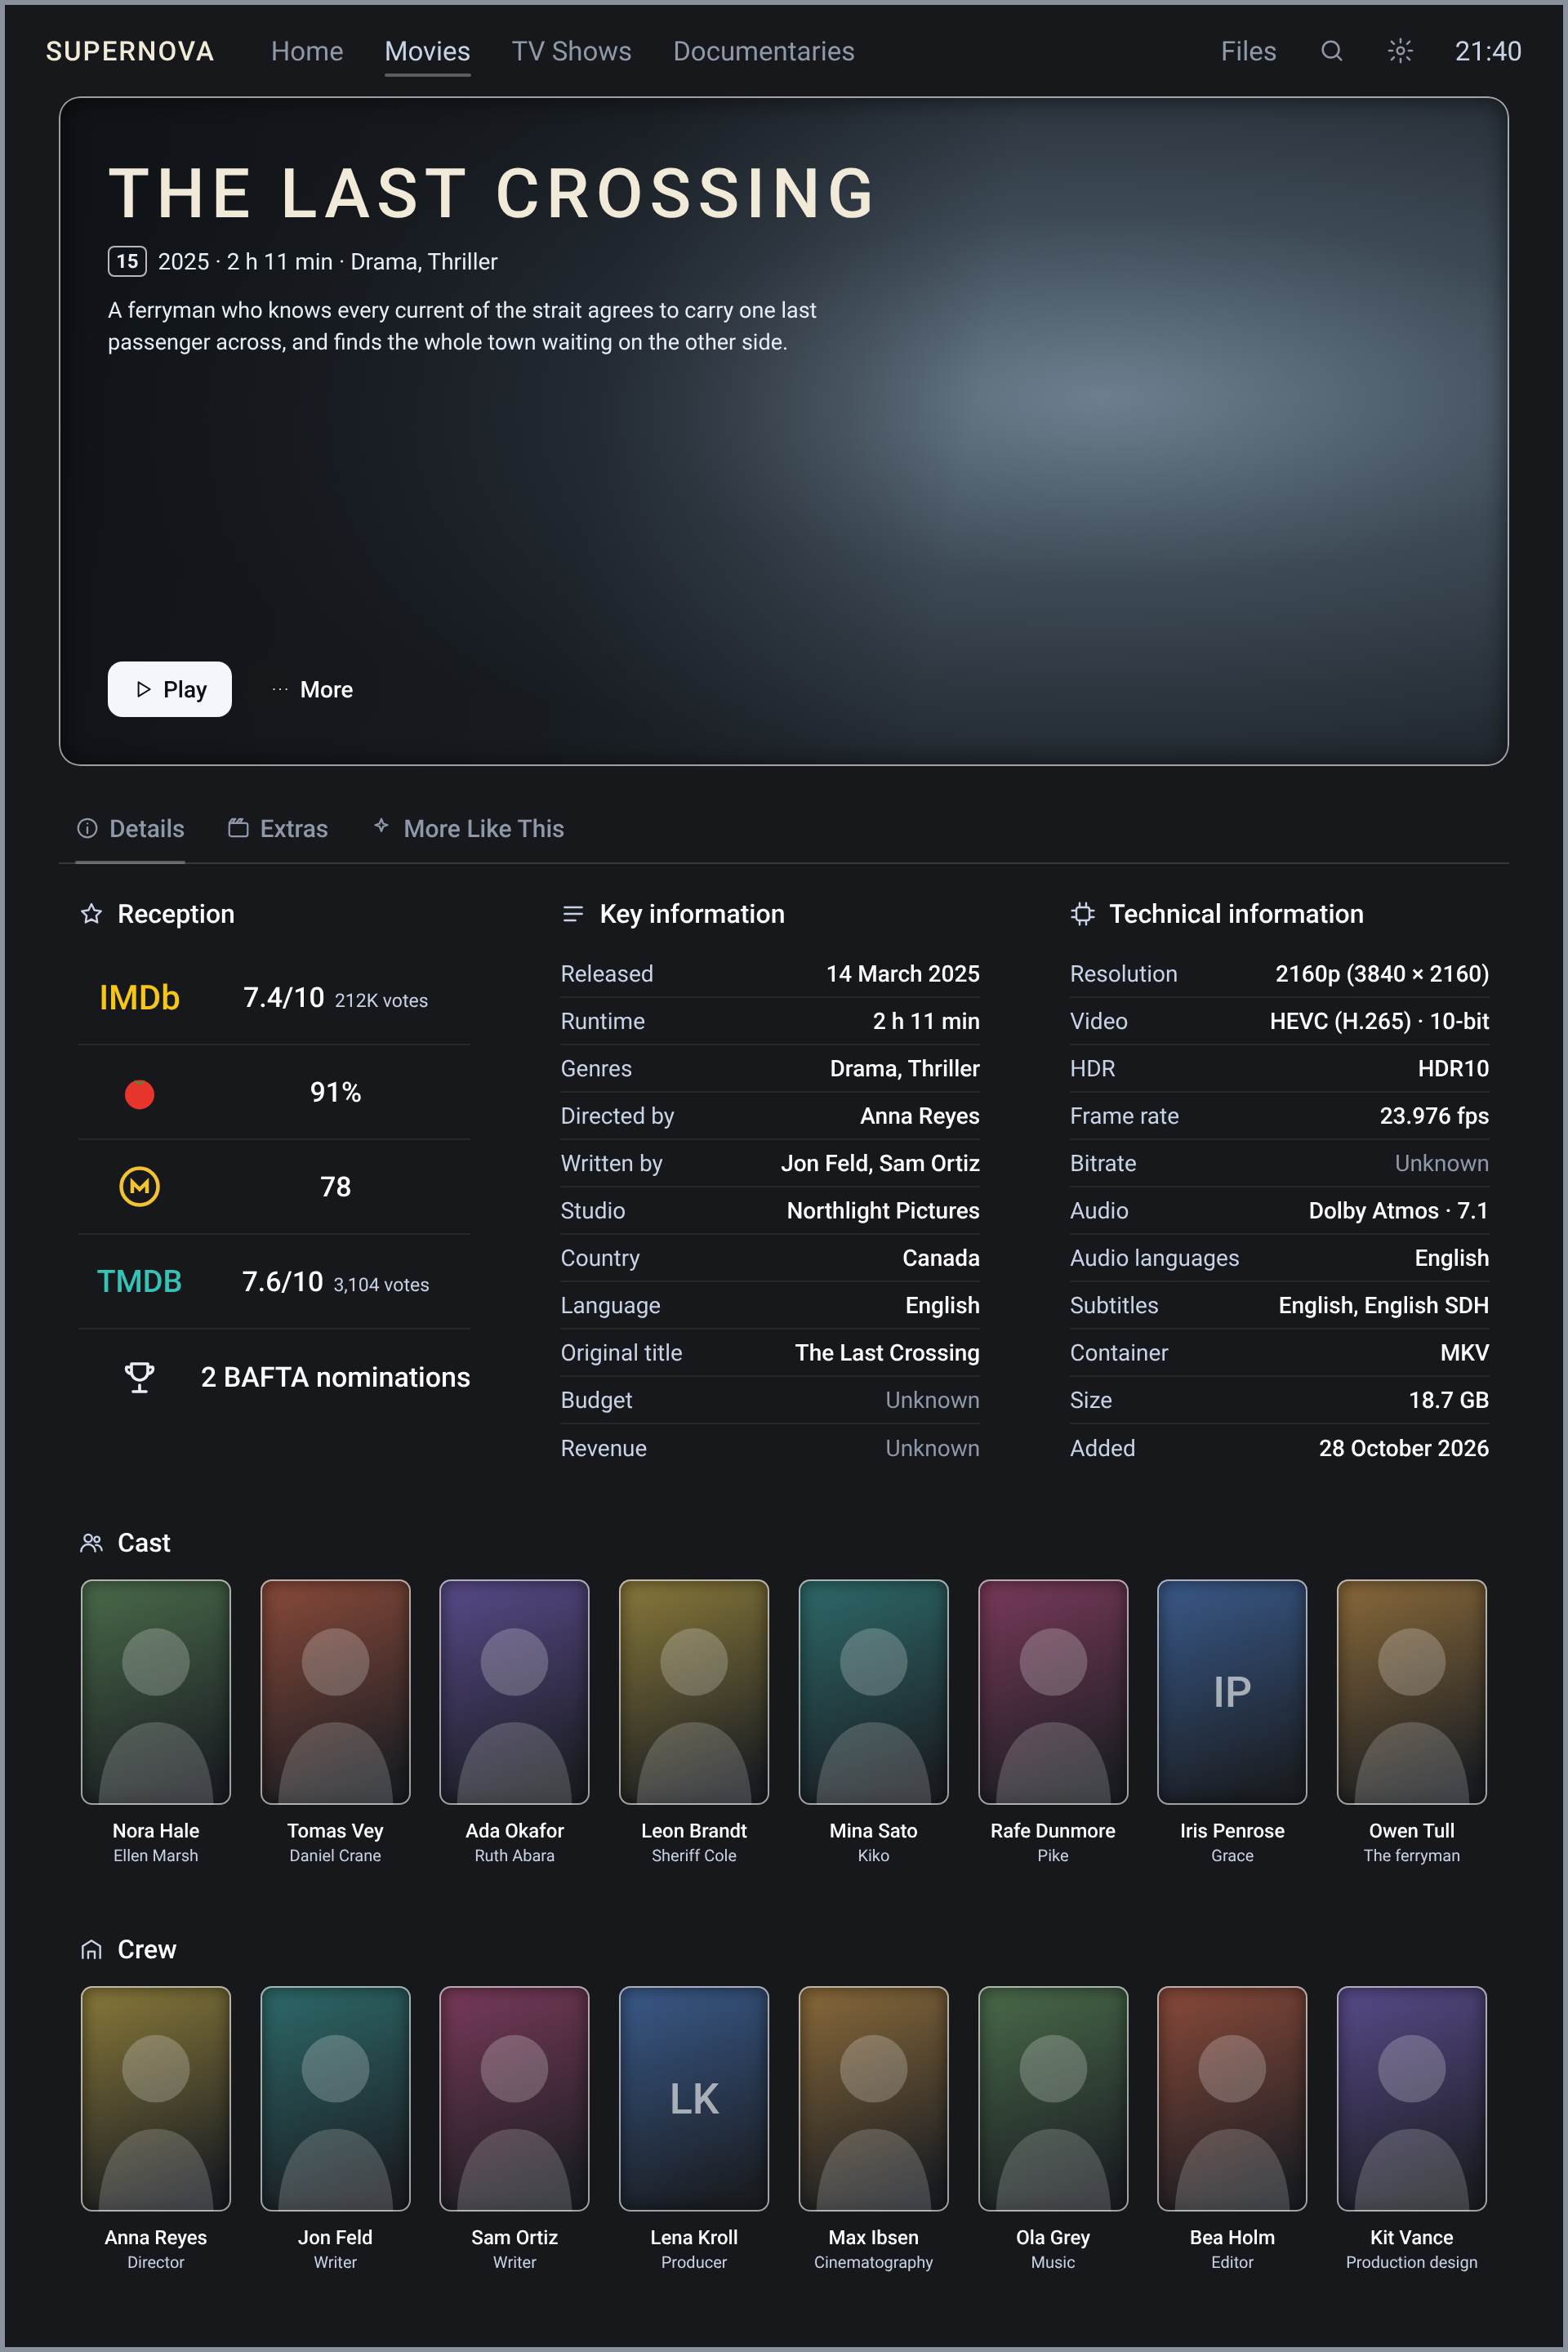 SUPERNOVA Home Movies TV Shows Documentaries Files 21:40
THE LAST CROSSING
15 2025 · 2 h 11 min · Drama, Thriller
A ferryman who knows every current of the strait agrees to carry one last
passenger across, and finds the whole town waiting on the other side.
Play ··· More
Details Extras More Like This
Reception
IMDb 7.4/10 212K votes
91%
M 78
TMDB 7.6/10 3,104 votes
2 BAFTA nominations
Key information
Released 14 March 2025
Runtime 2 h 11 min
Genres Drama, Thriller
Directed by Anna Reyes
Written by Jon Feld, Sam Ortiz
Studio Northlight Pictures
Country Canada
Language English
Original title The Last Crossing
Budget Unknown
Revenue Unknown
Technical information
Resolution 2160p (3840 × 2160)
Video HEVC (H.265) · 10-bit
HDR HDR10
Frame rate 23.976 fps
Bitrate Unknown
Audio Dolby Atmos · 7.1
Audio languages English
Subtitles English, English SDH
Container MKV
Size 18.7 GB
Added 28 October 2026
Cast
IP
Nora Hale Tomas Vey Ada Okafor Leon Brandt Mina Sato Rafe Dunmore Iris Penrose Owen Tull
Ellen Marsh Daniel Crane Ruth Abara Sheriff Cole Kiko Pike Grace The ferryman
Crew
LK
Anna Reyes Jon Feld Sam Ortiz Lena Kroll Max Ibsen Ola Grey Bea Holm Kit Vance
Director Writer Writer Producer Cinematography Music Editor Production design